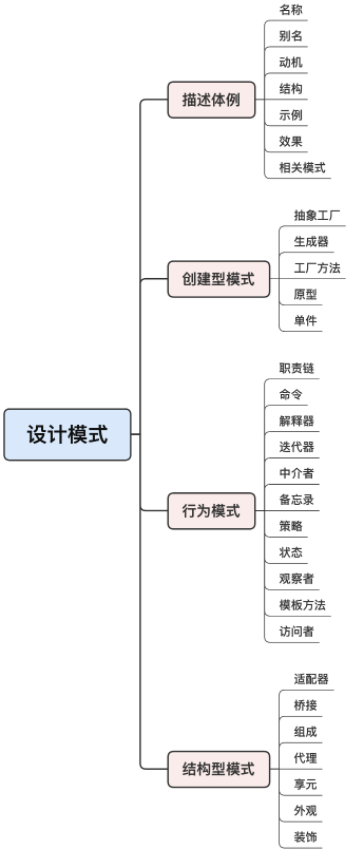 设计模式
描述体例
名称
别名
动机
结构
示例
效果
相关模式
创建型模式
抽象工厂
生成器
工厂方法
原型
单件
行为模式
职责链
命令
解释器
迭代器
中介者
备忘录
策略
状态
观察者
模板方法
访问者
结构型模式
适配器
桥接
组成
代理
享元
外观
装饰